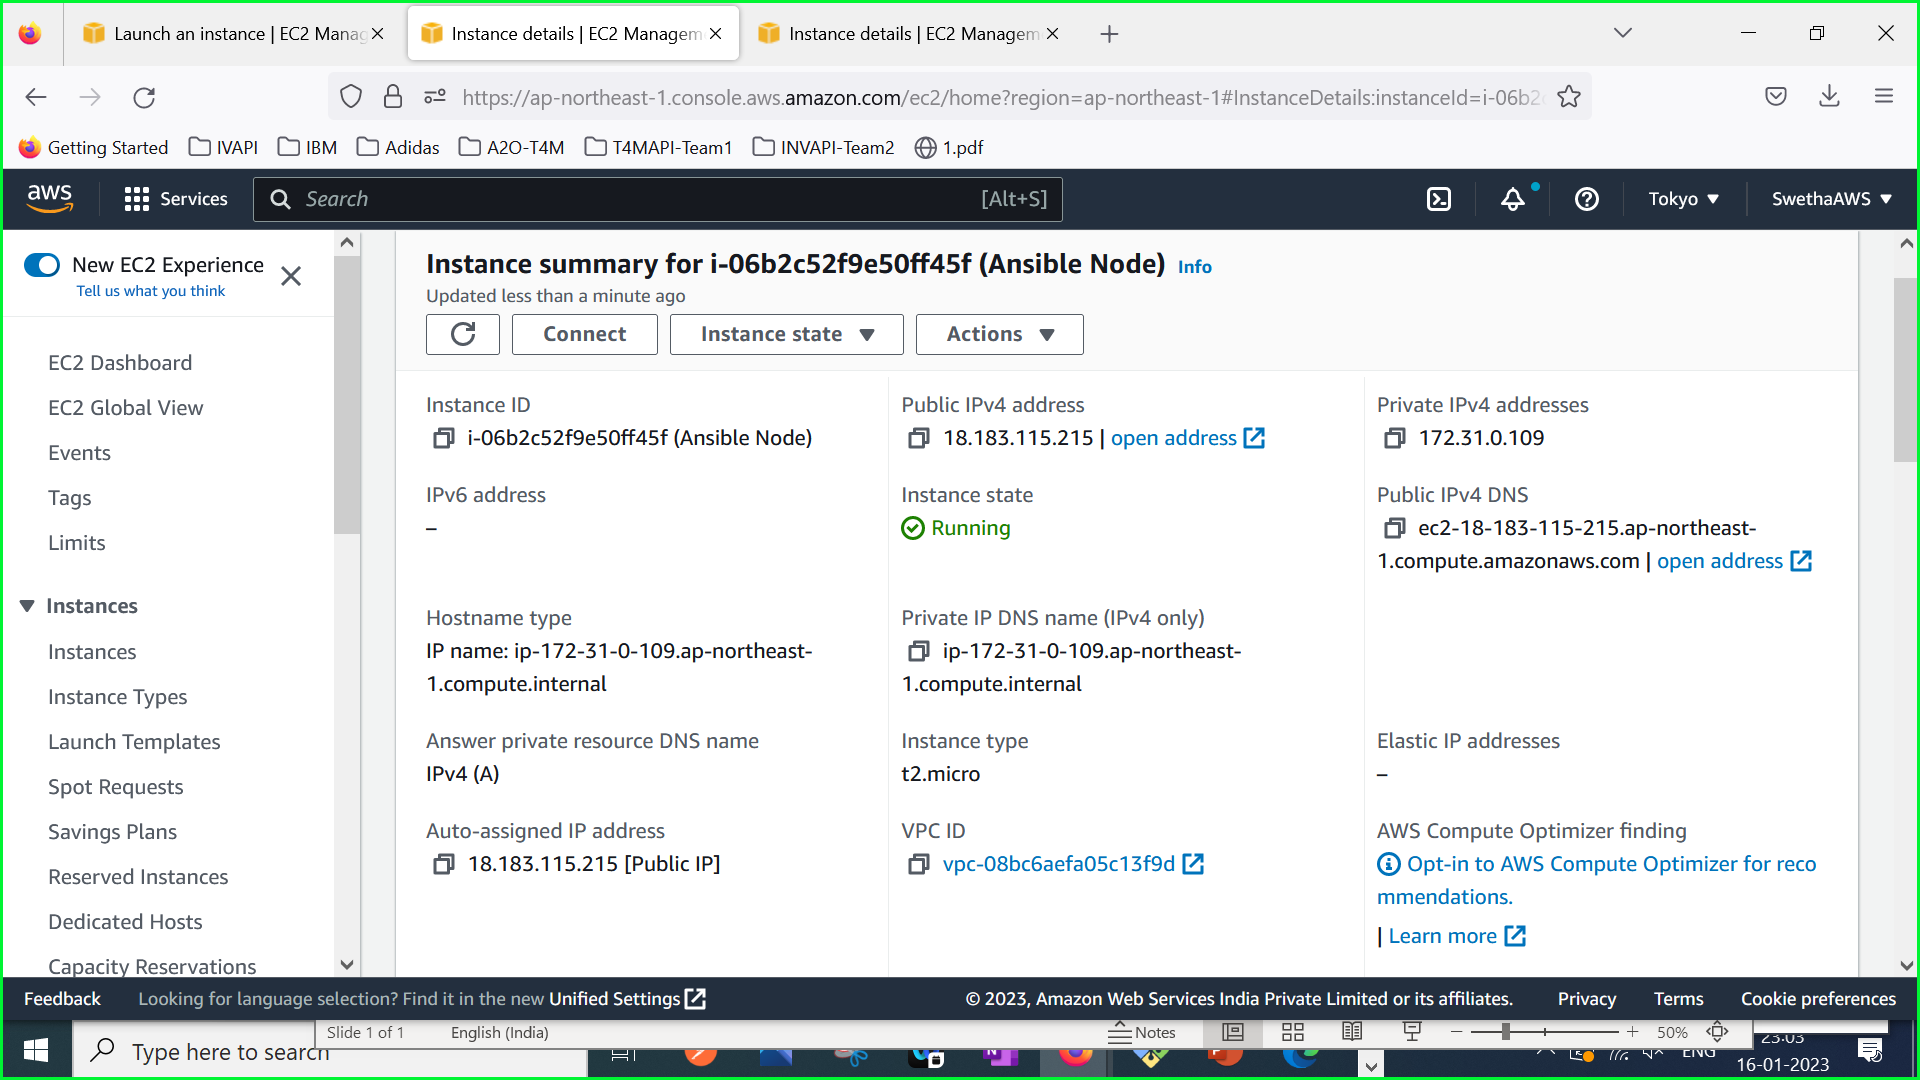 Launch an instance | EC2 Manag
Instance details | EC2 Managem
Instance details | EC2 Managem
https://ap-northeast-1.console.aws.amazon.com/ec2/home?region=ap-northeast-1#InstanceDetails:instanceId=i-06b2
Getting Started IVAPI IBM Adidas A2O-T4M T4MAPI-Team1 INVAPI-Team2 1.pdf
aws Services Search [Alt+S] Tokyo SwethaAWS
New EC2 Experience
Tell us what you think
EC2 Dashboard
EC2 Global View
Events
Tags
Limits
Instances
Instances
Instance Types
Launch Templates
Spot Requests
Savings Plans
Reserved Instances
Dedicated Hosts
Capacity Reservations
Instance summary for i-06b2c52f9e50ff45f (Ansible Node) Info
Updated less than a minute ago
Connect Instance state Actions
Instance ID
i-06b2c52f9e50ff45f (Ansible Node)
Public IPv4 address
18.183.115.215 | open address
Private IPv4 addresses
172.31.0.109
IPv6 address
–
Instance state
Running
Public IPv4 DNS
ec2-18-183-115-215.ap-northeast-
1.compute.amazonaws.com | open address
Hostname type
IP name: ip-172-31-0-109.ap-northeast-
1.compute.internal
Private IP DNS name (IPv4 only)
ip-172-31-0-109.ap-northeast-
1.compute.internal
Answer private resource DNS name
IPv4 (A)
Instance type
t2.micro
Elastic IP addresses
–
Auto-assigned IP address
18.183.115.215 [Public IP]
VPC ID
vpc-08bc6aefa05c13f9d
AWS Compute Optimizer finding
Opt-in to AWS Compute Optimizer for reco
mmendations.
| Learn more
Feedback Looking for language selection? Find it in the new Unified Settings © 2023, Amazon Web Services India Private Limited or its affiliates. Privacy Terms Cookie preferences
Slide 1 of 1 English (India) Notes 50%
Type here to search ENG 23:03
16-01-2023